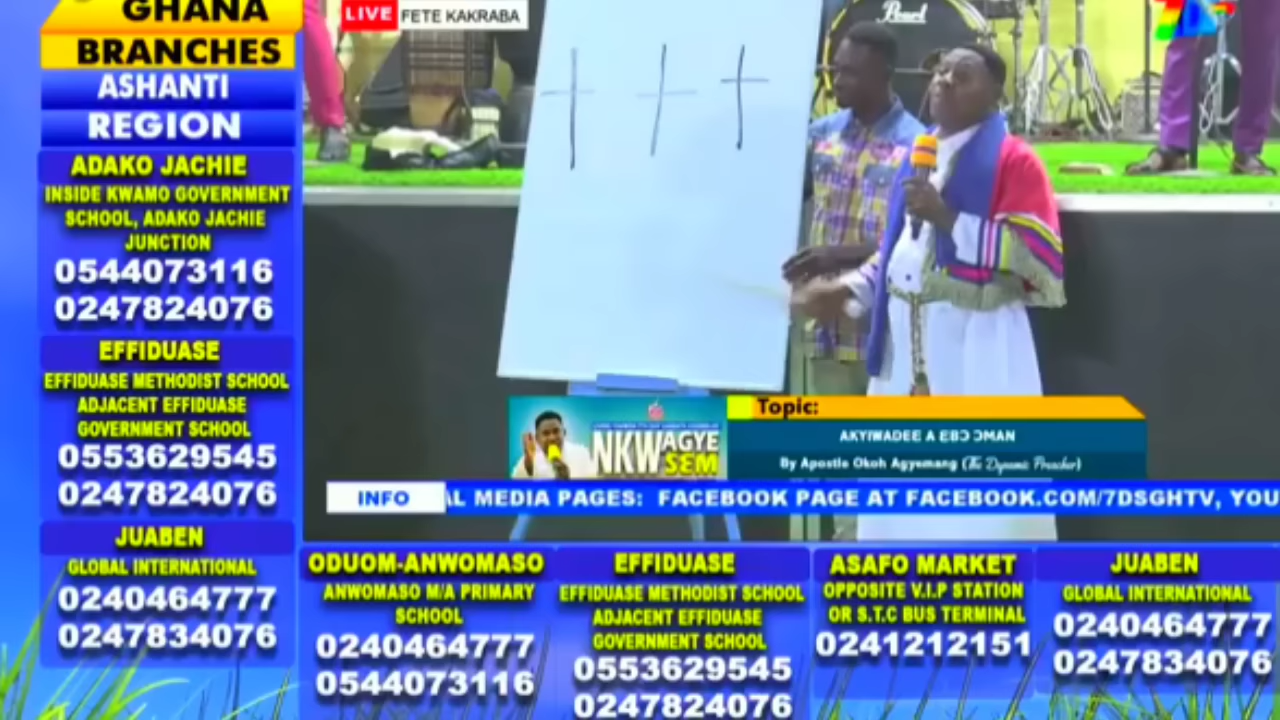 GHANA
BRANCHES
ASHANTI
REGION
ADAKO JACHIE
INSIDE KWAMO GOVERNMENT
SCHOOL, ADAKO JACHIE
JUNCTION
0544073116
0247824076
EFFIDUASE
EFFIDUASE METHODIST SCHOOL
ADJACENT EFFIDUASE
GOVERNMENT SCHOOL
0553629545
0247824076
JUABEN
GLOBAL INTERNATIONAL
0240464777
0247834076
LIVE FETE KAKRABA
Pearl
NKWAGYE
SƐM
Topic:
AKYIWADEE A ƐBƆ ƆMAN
By Apostle Okoh Agyemang (The Dynamic Preacher)
INFO
AL MEDIA PAGES: FACEBOOK PAGE AT FACEBOOK.COM/7DSGHTV, YOU
ODUOM-ANWOMASO
ANWOMASO M/A PRIMARY
SCHOOL
0240464777
0544073116
EFFIDUASE
EFFIDUASE METHODIST SCHOOL
ADJACENT EFFIDUASE
GOVERNMENT SCHOOL
0553629545
0247824076
ASAFO MARKET
OPPOSITE V.I.P STATION
OR S.T.C BUS TERMINAL
0241212151
JUABEN
GLOBAL INTERNATIONAL
0240464777
0247834076